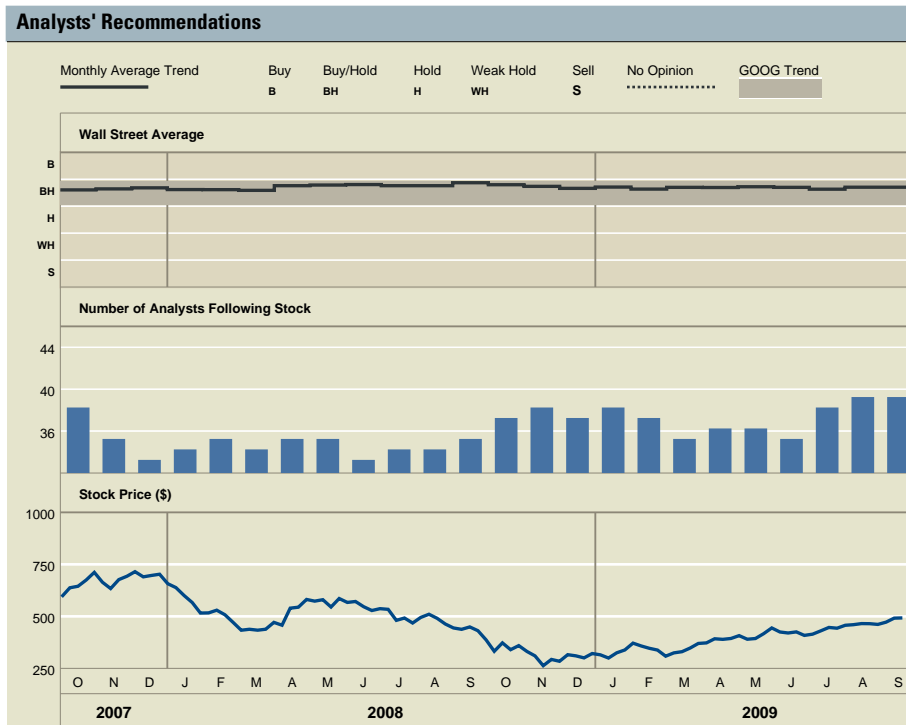 Analysts' Recommendations
Monthly Average Trend Buy Buy/Hold Hold Weak Hold Sell No Opinion GOOG Trend
B BH H WH S
Wall Street Average
B
BH
H
WH
S
Number of Analysts Following Stock
44
40
36
Stock Price ($)
1000
750
500
250
O N D J F M A M J J A S O N D J F M A M J J A S
2007 2008 2009